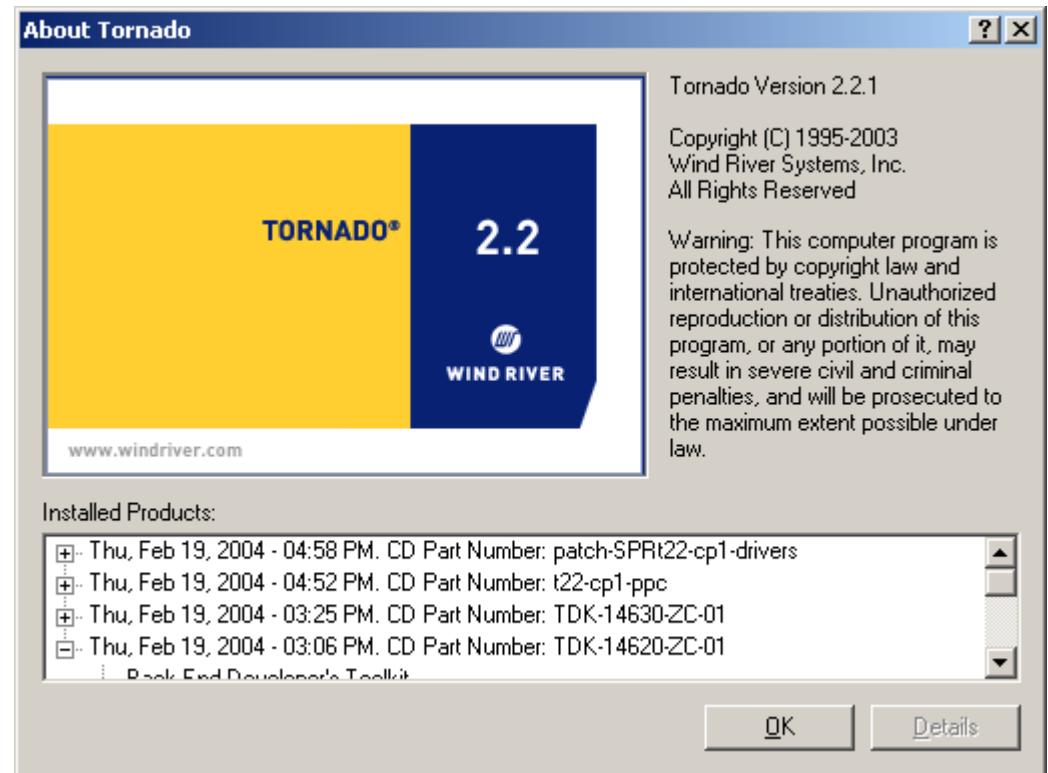 About Tornado
TORNADO®
2.2
WIND RIVER
www.windriver.com
Tornado Version 2.2.1
Copyright (C) 1995-2003
Wind River Systems, Inc.
All Rights Reserved
Warning: This computer program is
protected by copyright law and
international treaties. Unauthorized
reproduction or distribution of this
program, or any portion of it, may
result in severe civil and criminal
penalties, and will be prosecuted to
the maximum extent possible under
law.
Installed Products:
Thu, Feb 19, 2004 - 04:58 PM. CD Part Number: patch-SPRt22-cp1-drivers
Thu, Feb 19, 2004 - 04:52 PM. CD Part Number: t22-cp1-ppc
Thu, Feb 19, 2004 - 03:25 PM. CD Part Number: TDK-14630-ZC-01
Thu, Feb 19, 2004 - 03:06 PM. CD Part Number: TDK-14620-ZC-01
Back End Developer's Toolkit
OK
Details